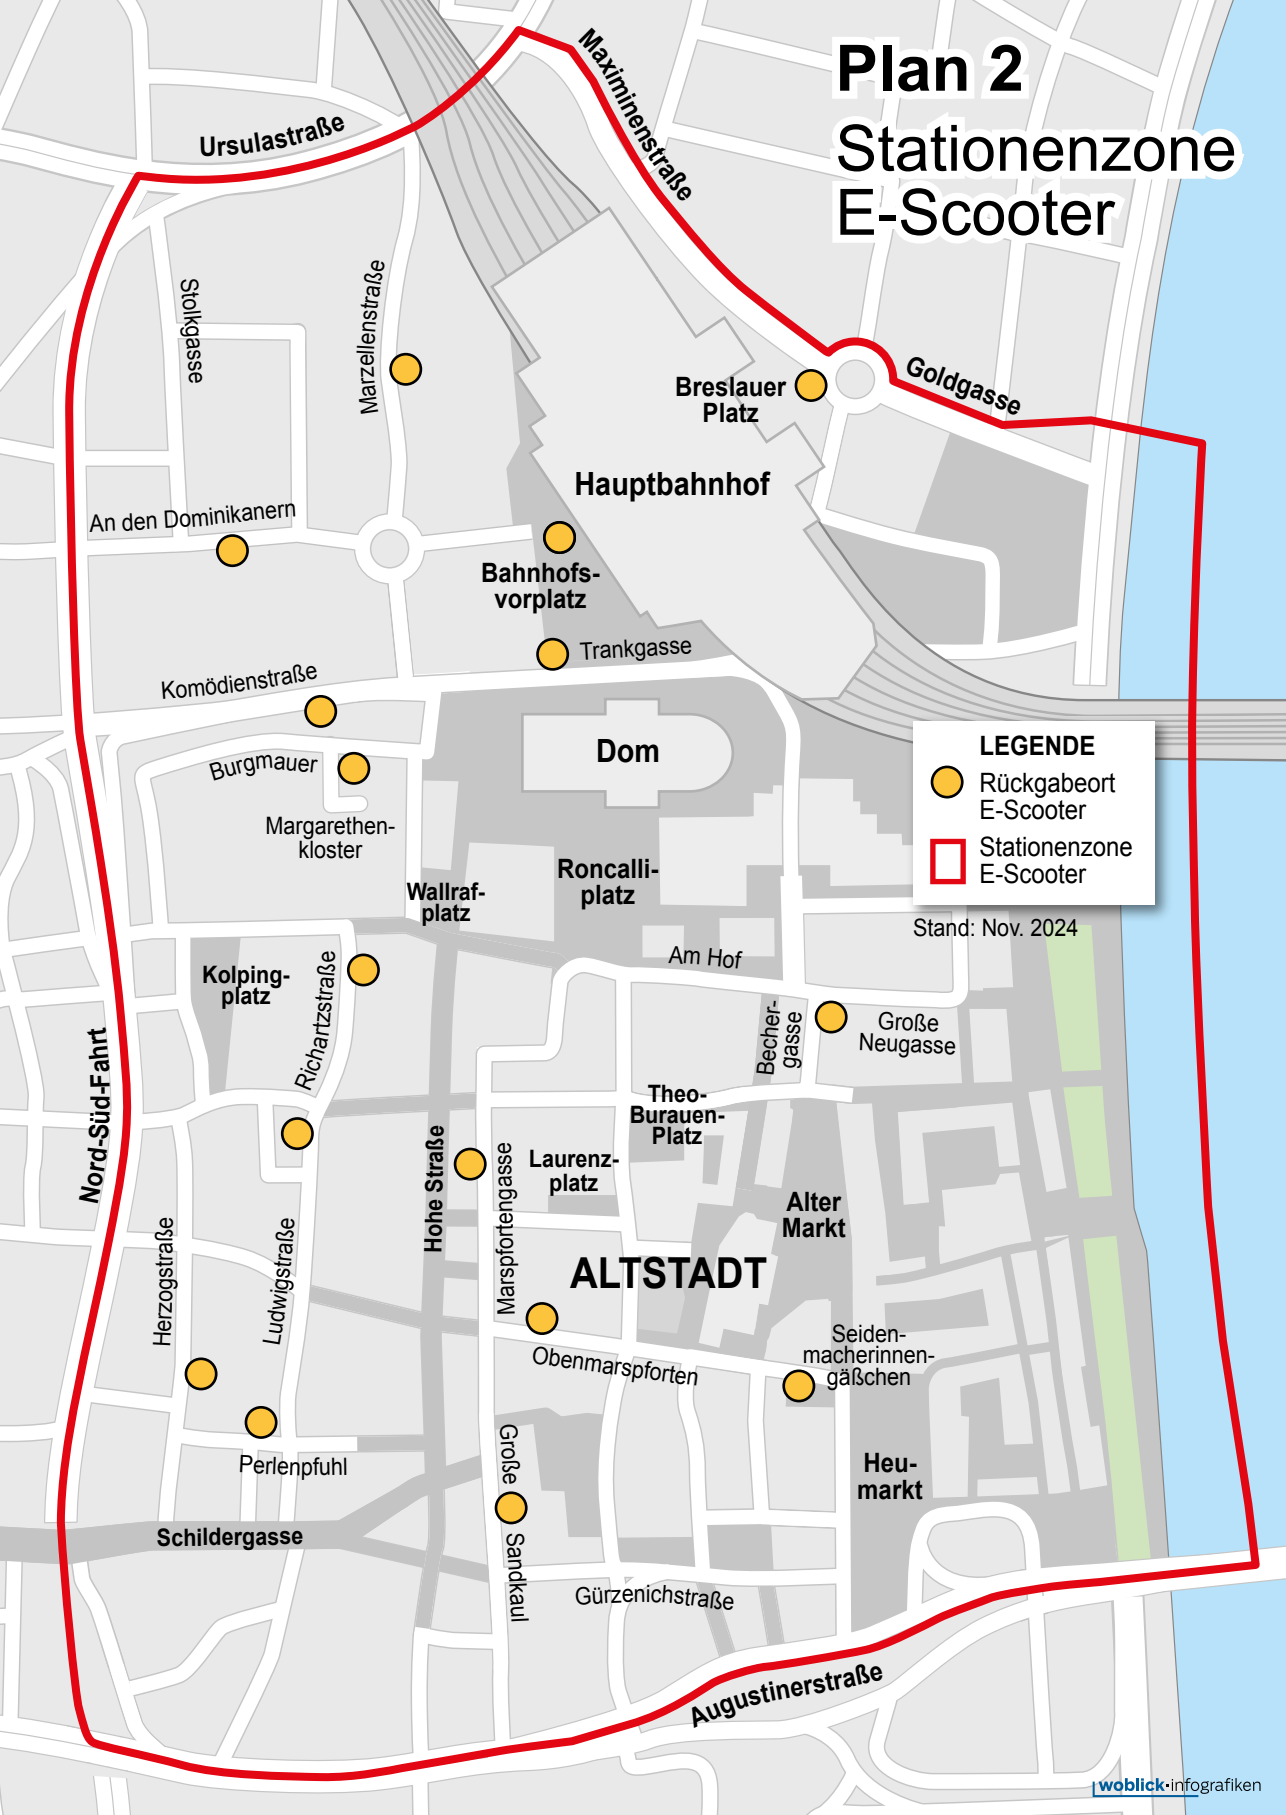 Plan 2
Stationenzone
E-Scooter
Maximinenstraße
Ursulastraße
Stolkgasse
Marzellenstraße
Goldgasse
Breslauer
Platz
Hauptbahnhof
An den Dominikanern
Bahnhofs-
vorplatz
Trankgasse
Komödienstraße
Burgmauer
Margarethen-
kloster
Dom
LEGENDE
Rückgabeort
E-Scooter
Stationenzone
E-Scooter
Stand: Nov. 2024
Roncalli-
platz
Wallraf-
platz
Am Hof
Kolping-
platz
Richartzstraße
Becher-
gasse
Große
Neugasse
Nord-Süd-Fahrt
Theo-
Burauen-
Platz
Hohe Straße
Marspfortengasse
Laurenz-
platz
Alter
Markt
ALTSTADT
Herzogstraße
Ludwigstraße
Obenmarspforten
Seiden-
macherinnen-
gäßchen
Perlenpfuhl
Große
Sandkaul
Heu-
markt
Schildergasse
Gürzenichstraße
Augustinerstraße
woblick·infografiken